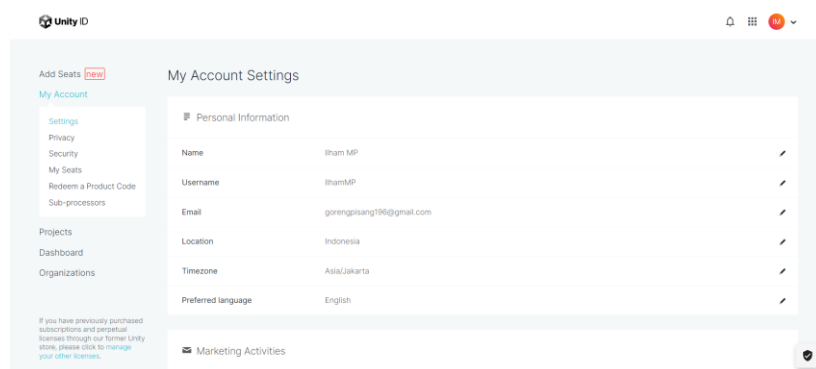 Unity ID
IM
Add Seats new
My Account
Settings
Privacy
Security
My Seats
Redeem a Product Code
Sub-processors
Projects
Dashboard
Organizations
If you have previously purchased
subscriptions and perpetual
licenses through our former Unity
store, please click to manage
your other licenses.
My Account Settings
Personal Information
Name Ilham MP
Username IlhamMP
Email gorengpisang196@gmail.com
Location Indonesia
Timezone Asia/Jakarta
Preferred language English
Marketing Activities